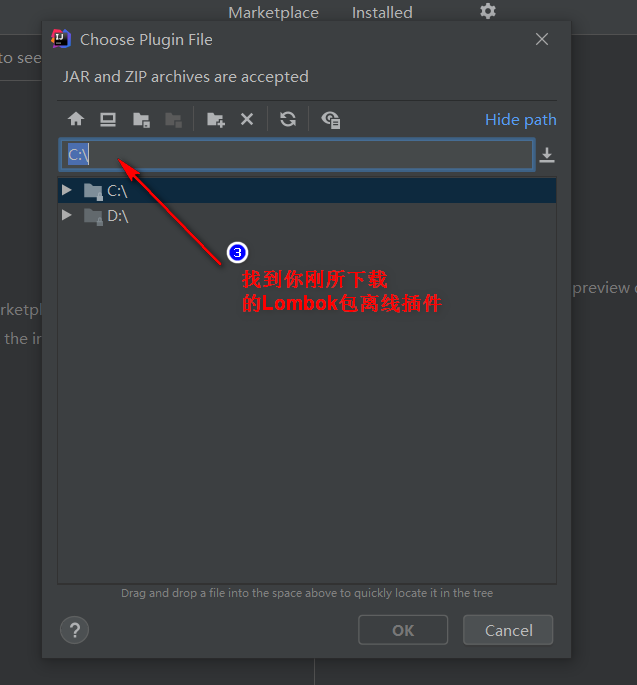 Marketplace Installed
to see
Choose Plugin File
JAR and ZIP archives are accepted
Hide path
C:\
C:\
D:\
3
找到你刚所下载
的Lombok包离线插件
preview
rketpl
the ir
Drag and drop a file into the space above to quickly locate it in the tree
? OK Cancel